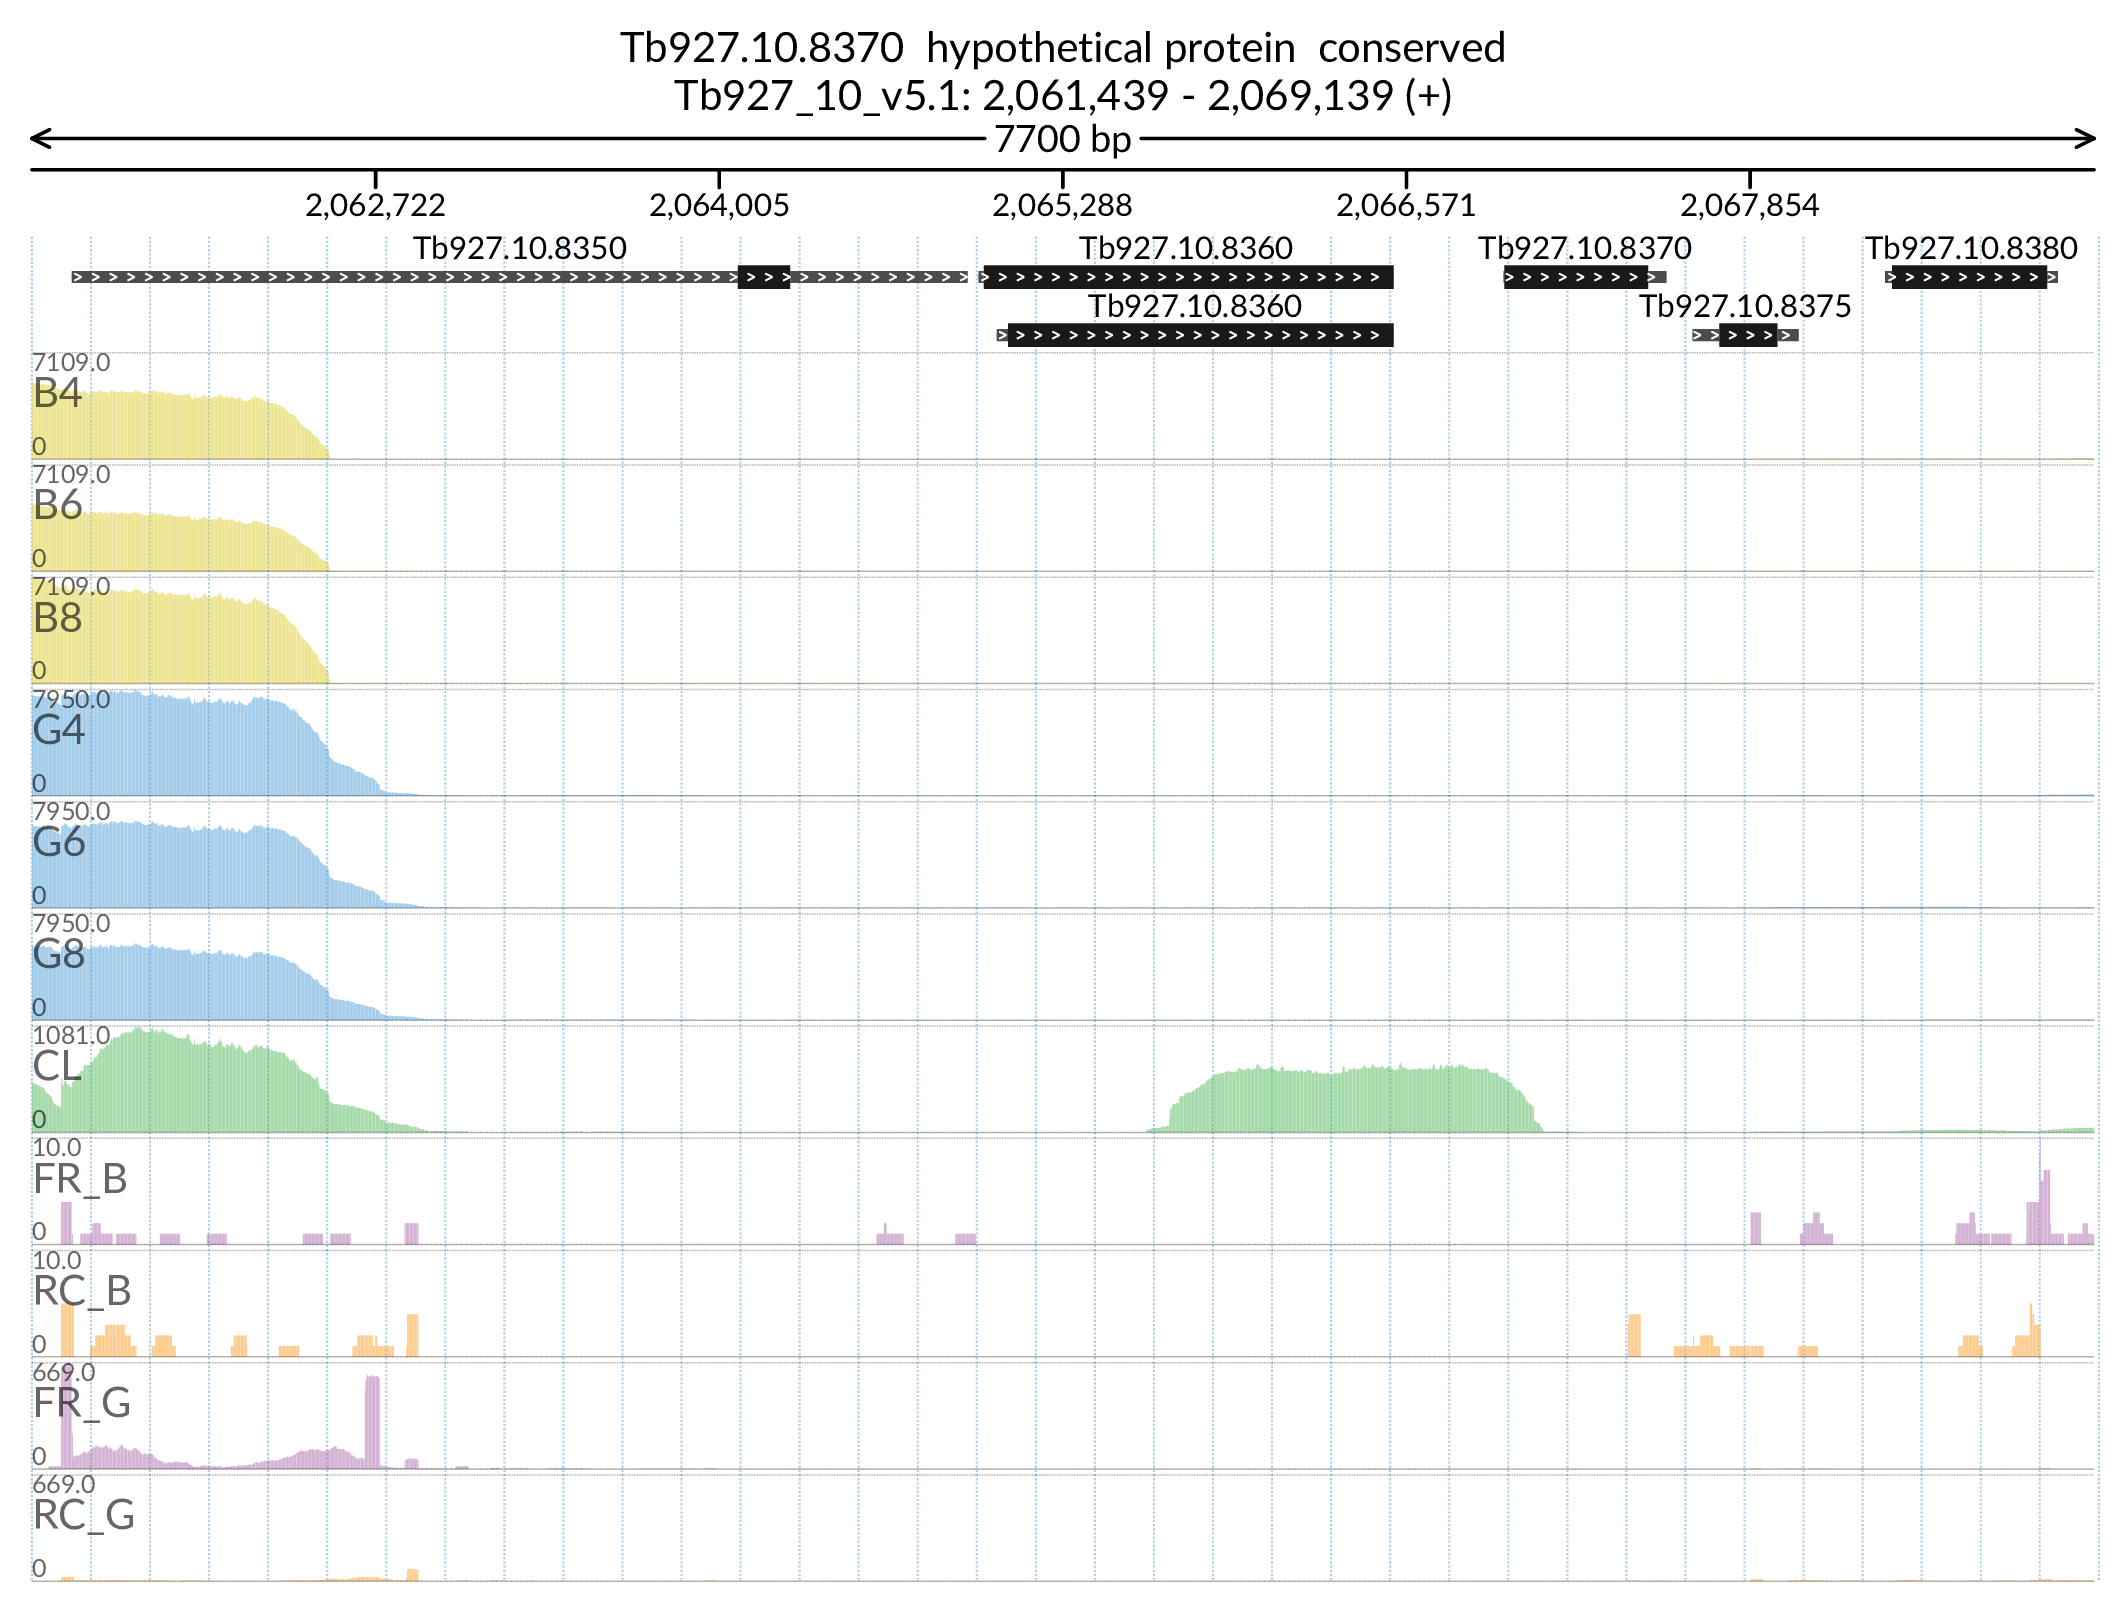 Tb927.10.8370  hypothetical protein  conserved
Tb927_10_v5.1: 2,061,439 - 2,069,139 (+)
7700 bp
2,062,722 2,064,005 2,065,288 2,066,571 2,067,854
Tb927.10.8350 Tb927.10.8360 Tb927.10.8370 Tb927.10.8380
Tb927.10.8360 Tb927.10.8375
7109.0
B4
0
7109.0
B6
0
7109.0
B8
0
7950.0
G4
0
7950.0
G6
0
7950.0
G8
0
1081.0
CL
0
10.0
FR_B
0
10.0
RC_B
0
669.0
FR_G
0
669.0
RC_G
0